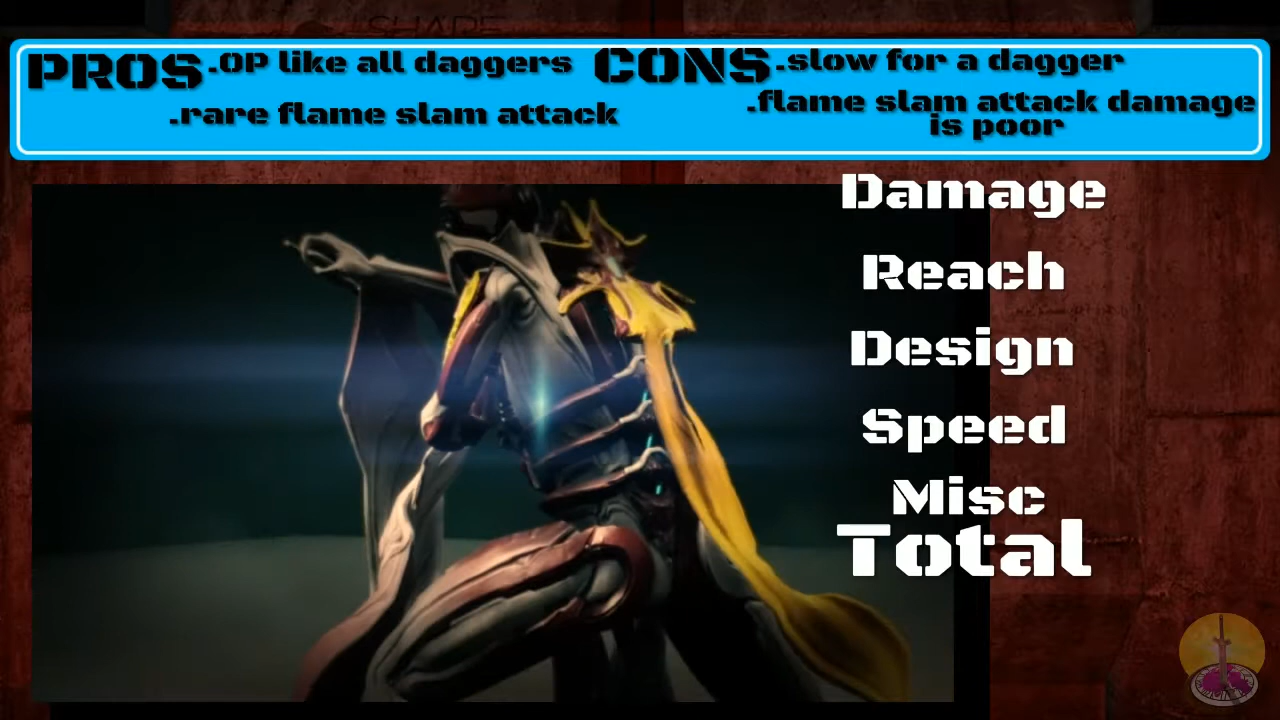 SHAPE
PROS .OP like all daggers
.rare flame slam attack
CONS .slow for a dagger
.flame slam attack damage
is poor
Damage
Reach
Design
Speed
Misc
Total